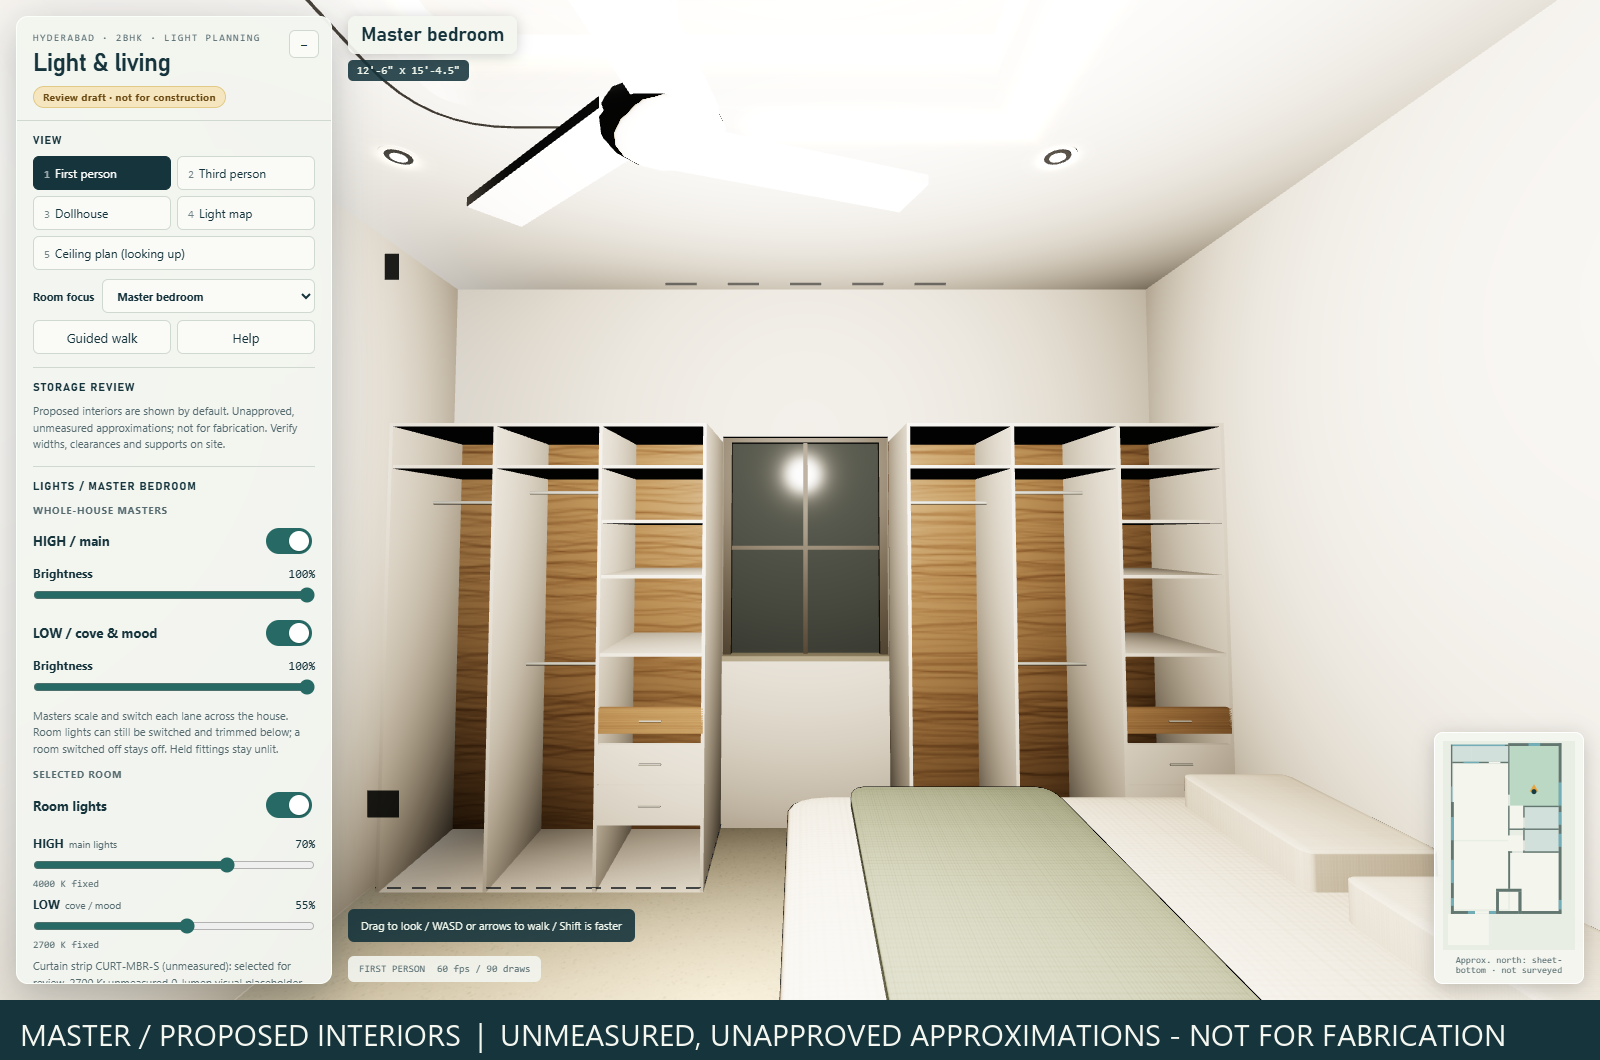 HYDERABAD · 2BHK · LIGHT PLANNING
Light & living
–
Review draft · not for construction
VIEW
1 First person
2 Third person
3 Dollhouse
4 Light map
5 Ceiling plan (looking up)
Room focus
Master bedroom
Guided walk
Help
STORAGE REVIEW
Proposed interiors are shown by default. Unapproved,
unmeasured approximations; not for fabrication. Verify
widths, clearances and supports on site.
LIGHTS / MASTER BEDROOM
WHOLE-HOUSE MASTERS
HIGH / main
Brightness 100%
LOW / cove & mood
Brightness 100%
Masters scale and switch each lane across the house.
Room lights can still be switched and trimmed below; a
room switched off stays off. Held fittings stay unlit.
SELECTED ROOM
Room lights
HIGH main lights 70%
4000 K fixed
LOW cove / mood 55%
2700 K fixed
Curtain strip CURT-MBR-S (unmeasured): selected for
review. 2700 K; unmeasured 0-lumen visual placeholder
Master bedroom
12'-6" x 15'-4.5"
Drag to look / WASD or arrows to walk / Shift is faster
FIRST PERSON 60 fps / 90 draws
Approx. north: sheet-
bottom · not surveyed
MASTER / PROPOSED INTERIORS | UNMEASURED, UNAPPROVED APPROXIMATIONS - NOT FOR FABRICATION